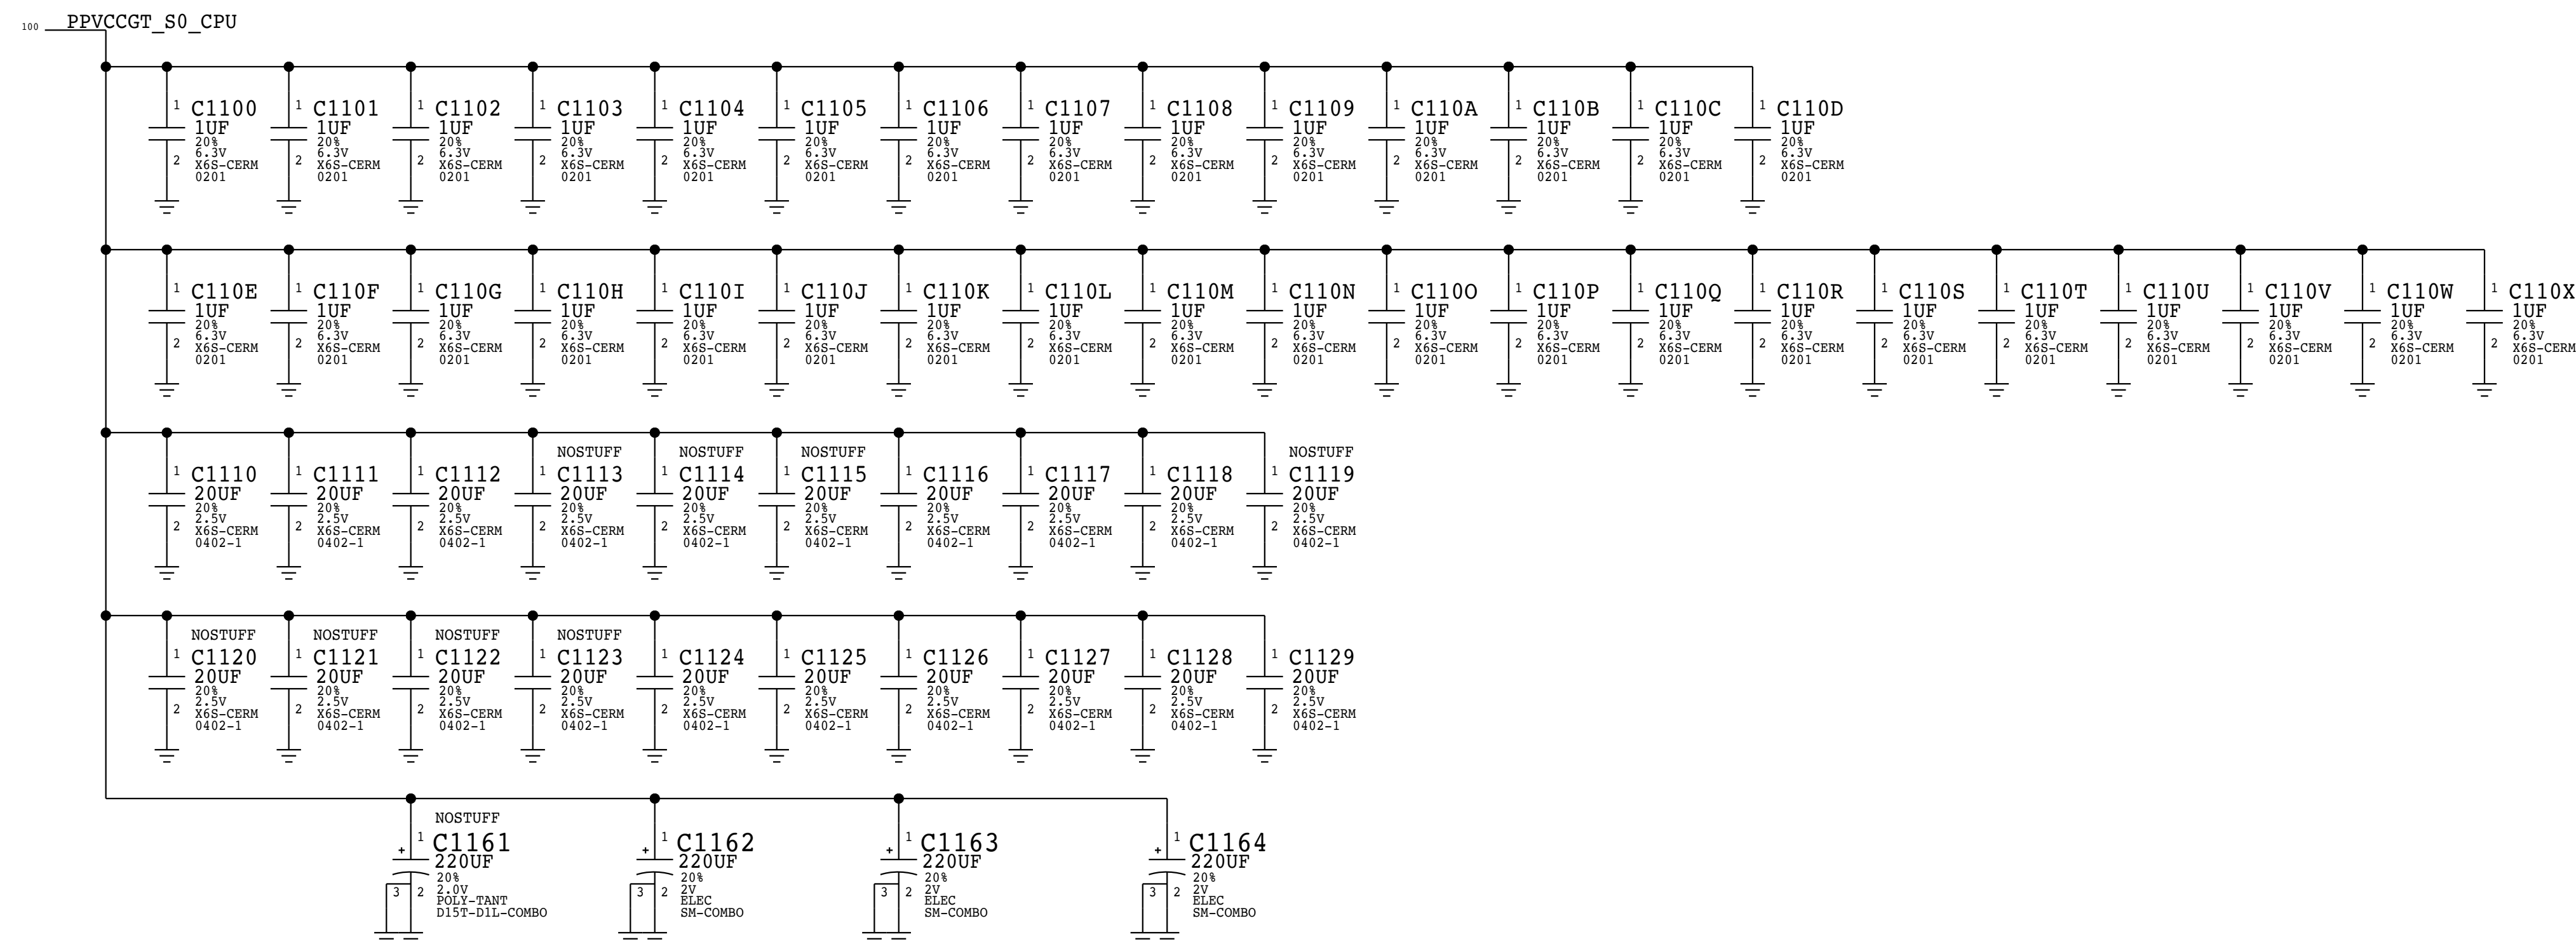 100 PPVCCGT_S0_CPU
1 C1100 1 C1101 1 C1102 1 C1103 1 C1104 1 C1105 1 C1106 1 C1107 1 C1108 1 C1109 1 C110A 1 C110B 1 C110C 1 C110D
1UF 1UF 1UF 1UF 1UF 1UF 1UF 1UF 1UF 1UF 1UF 1UF 1UF 1UF
20% 20% 20% 20% 20% 20% 20% 20% 20% 20% 20% 20% 20% 20%
6.3V 6.3V 6.3V 6.3V 6.3V 6.3V 6.3V 6.3V 6.3V 6.3V 6.3V 6.3V 6.3V 6.3V
2 X6S-CERM 2 X6S-CERM 2 X6S-CERM 2 X6S-CERM 2 X6S-CERM 2 X6S-CERM 2 X6S-CERM 2 X6S-CERM 2 X6S-CERM 2 X6S-CERM 2 X6S-CERM 2 X6S-CERM 2 X6S-CERM 2 X6S-CERM
0201 0201 0201 0201 0201 0201 0201 0201 0201 0201 0201 0201 0201 0201
1 C110E 1 C110F 1 C110G 1 C110H 1 C110I 1 C110J 1 C110K 1 C110L 1 C110M 1 C110N 1 C110O 1 C110P 1 C110Q 1 C110R 1 C110S 1 C110T 1 C110U 1 C110V 1 C110W 1 C110X
1UF 1UF 1UF 1UF 1UF 1UF 1UF 1UF 1UF 1UF 1UF 1UF 1UF 1UF 1UF 1UF 1UF 1UF 1UF 1UF
20% 20% 20% 20% 20% 20% 20% 20% 20% 20% 20% 20% 20% 20% 20% 20% 20% 20% 20% 20%
6.3V 6.3V 6.3V 6.3V 6.3V 6.3V 6.3V 6.3V 6.3V 6.3V 6.3V 6.3V 6.3V 6.3V 6.3V 6.3V 6.3V 6.3V 6.3V 6.3V
2 X6S-CERM 2 X6S-CERM 2 X6S-CERM 2 X6S-CERM 2 X6S-CERM 2 X6S-CERM 2 X6S-CERM 2 X6S-CERM 2 X6S-CERM 2 X6S-CERM 2 X6S-CERM 2 X6S-CERM 2 X6S-CERM 2 X6S-CERM 2 X6S-CERM 2 X6S-CERM 2 X6S-CERM 2 X6S-CERM 2 X6S-CERM 2 X6S-CERM
0201 0201 0201 0201 0201 0201 0201 0201 0201 0201 0201 0201 0201 0201 0201 0201 0201 0201 0201 0201
NOSTUFF NOSTUFF NOSTUFF NOSTUFF
1 C1110 1 C1111 1 C1112 1 C1113 1 C1114 1 C1115 1 C1116 1 C1117 1 C1118 1 C1119
20UF 20UF 20UF 20UF 20UF 20UF 20UF 20UF 20UF 20UF
20% 20% 20% 20% 20% 20% 20% 20% 20% 20%
2.5V 2.5V 2.5V 2.5V 2.5V 2.5V 2.5V 2.5V 2.5V 2.5V
2 X6S-CERM 2 X6S-CERM 2 X6S-CERM 2 X6S-CERM 2 X6S-CERM 2 X6S-CERM 2 X6S-CERM 2 X6S-CERM 2 X6S-CERM 2 X6S-CERM
0402-1 0402-1 0402-1 0402-1 0402-1 0402-1 0402-1 0402-1 0402-1 0402-1
NOSTUFF NOSTUFF NOSTUFF NOSTUFF
1 C1120 1 C1121 1 C1122 1 C1123 1 C1124 1 C1125 1 C1126 1 C1127 1 C1128 1 C1129
20UF 20UF 20UF 20UF 20UF 20UF 20UF 20UF 20UF 20UF
20% 20% 20% 20% 20% 20% 20% 20% 20% 20%
2.5V 2.5V 2.5V 2.5V 2.5V 2.5V 2.5V 2.5V 2.5V 2.5V
2 X6S-CERM 2 X6S-CERM 2 X6S-CERM 2 X6S-CERM 2 X6S-CERM 2 X6S-CERM 2 X6S-CERM 2 X6S-CERM 2 X6S-CERM 2 X6S-CERM
0402-1 0402-1 0402-1 0402-1 0402-1 0402-1 0402-1 0402-1 0402-1 0402-1
NOSTUFF
+ 1 C1161 + 1 C1162 + 1 C1163 + 1 C1164
220UF 220UF 220UF 220UF
20% 20% 20% 20%
3 2 2.0V 3 2 2V 3 2 2V 3 2 2V
POLY-TANT ELEC ELEC ELEC
D15T-D1L-COMBO SM-COMBO SM-COMBO SM-COMBO